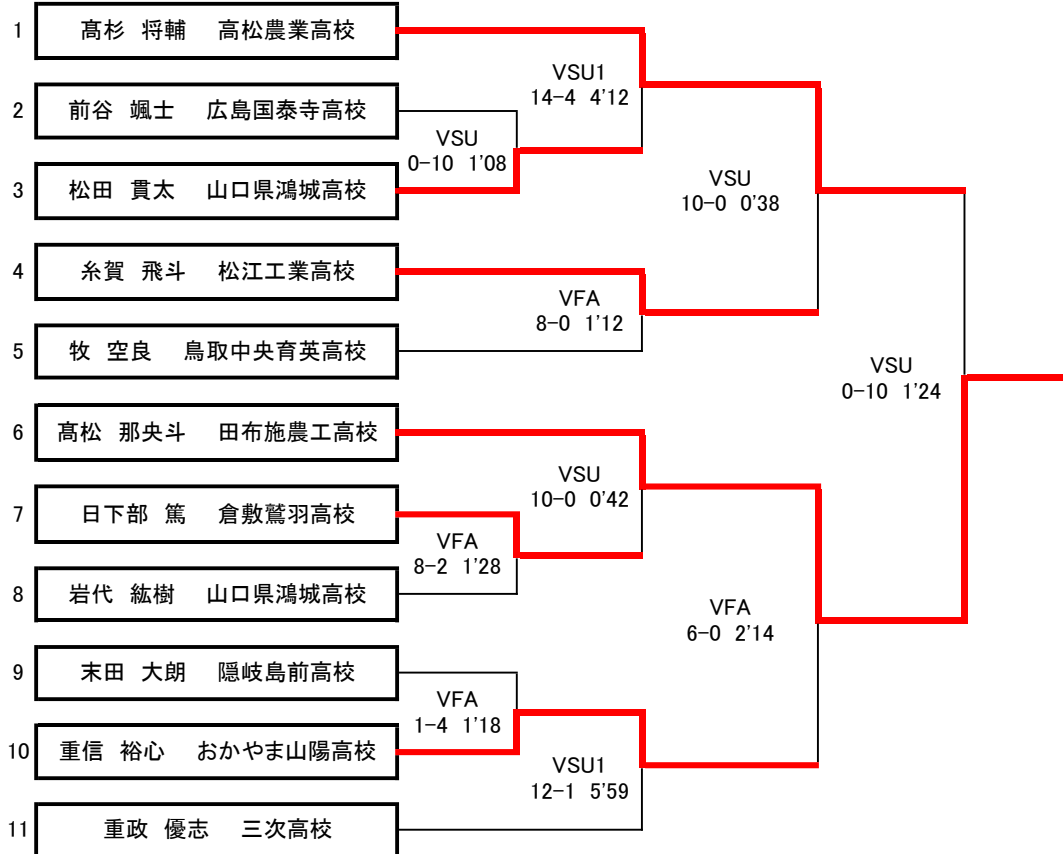 1 髙杉 将輔 高松農業高校
VSU1
14-4 4'12
2 前谷 颯士 広島国泰寺高校
VSU
0-10 1'08
3 松田 貫太 山口県鴻城高校
VSU
10-0 0'38
4 糸賀 飛斗 松江工業高校
VFA
8-0 1'12
5 牧 空良 鳥取中央育英高校
VSU
0-10 1'24
6 髙松 那央斗 田布施農工高校
VSU
10-0 0'42
7 日下部 篤 倉敷鷲羽高校
VFA
8-2 1'28
8 岩代 紘樹 山口県鴻城高校
VFA
6-0 2'14
9 末田 大朗 隠岐島前高校
VFA
1-4 1'18
10 重信 裕心 おかやま山陽高校
VSU1
12-1 5'59
11 重政 優志 三次高校